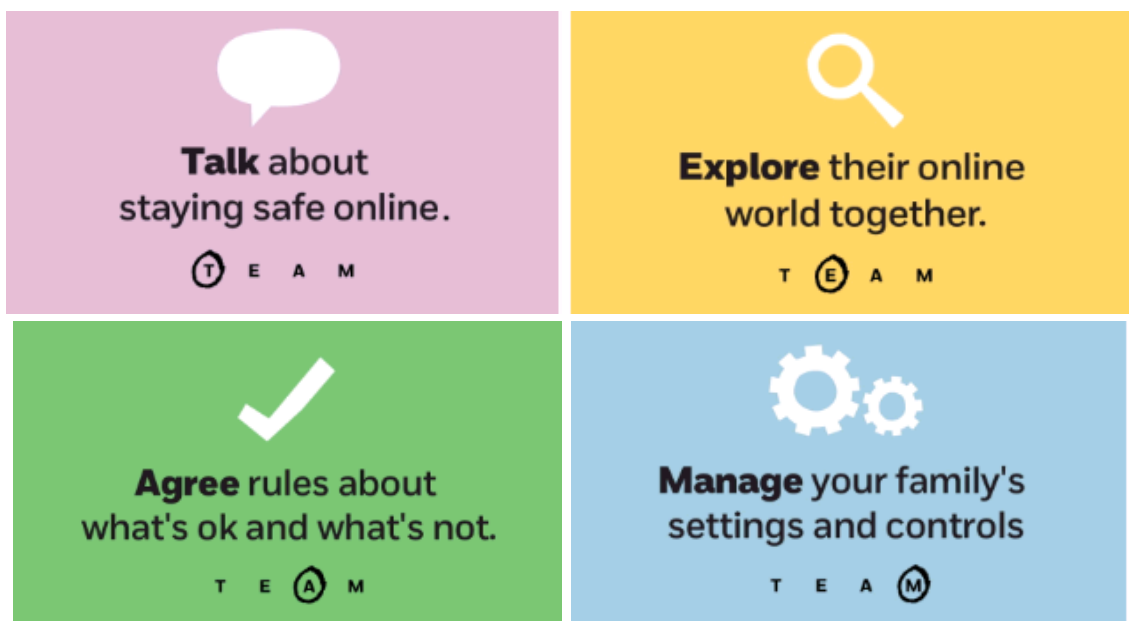 Talk about
staying safe online.
T E A M
Explore their online
world together.
T E A M
Agree rules about
what's ok and what's not.
T E A M
Manage your family's
settings and controls
T E A M